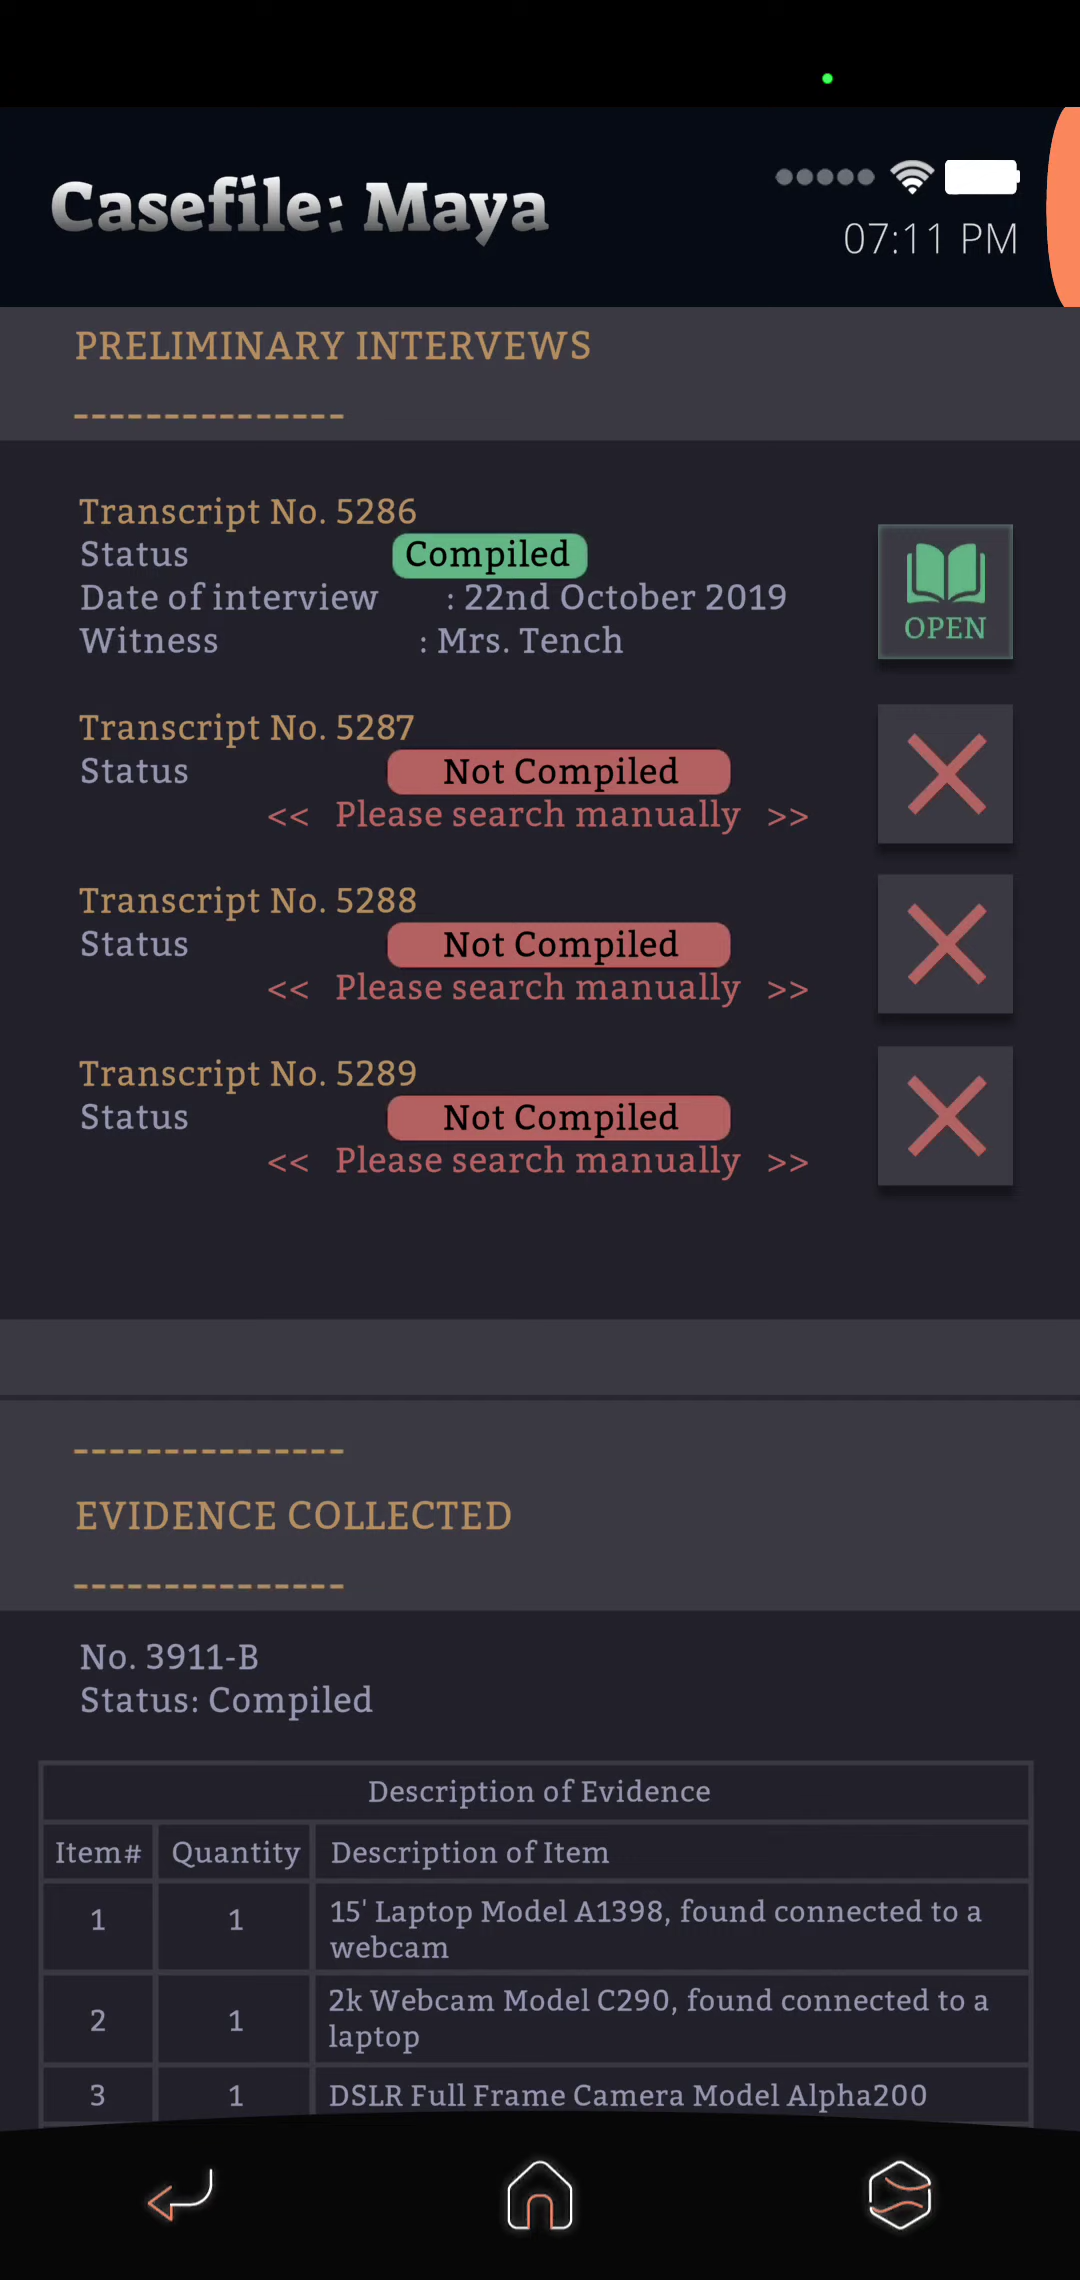 Casefile: Maya
07:11 PM
PRELIMINARY INTERVEWS
---------------
Transcript No. 5286
Status Compiled
Date of interview : 22nd October 2019
Witness : Mrs. Tench
OPEN
Transcript No. 5287
Status Not Compiled
<< Please search manually >>
Transcript No. 5288
Status Not Compiled
<< Please search manually >>
Transcript No. 5289
Status Not Compiled
<< Please search manually >>
---------------
EVIDENCE COLLECTED
---------------
No. 3911-B
Status: Compiled
Description of Evidence
Item# Quantity Description of Item
1 1 15' Laptop Model A1398, found connected to a
webcam
2 1 2k Webcam Model C290, found connected to a
laptop
3 1 DSLR Full Frame Camera Model Alpha200